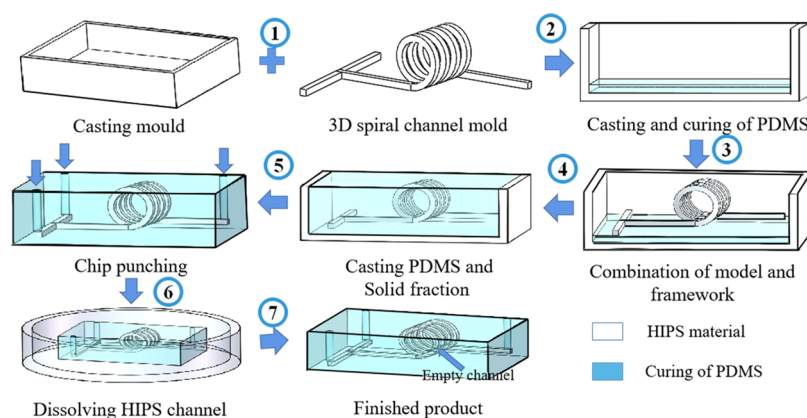 1
2
Casting mould
3D spiral channel mold
Casting and curing of PDMS
3
5
4
Chip punching
Casting PDMS and
Solid fraction
Combination of model and
framework
6
7
HIPS material
Empty channel
Curing of PDMS
Dissolving HIPS channel
Finished product